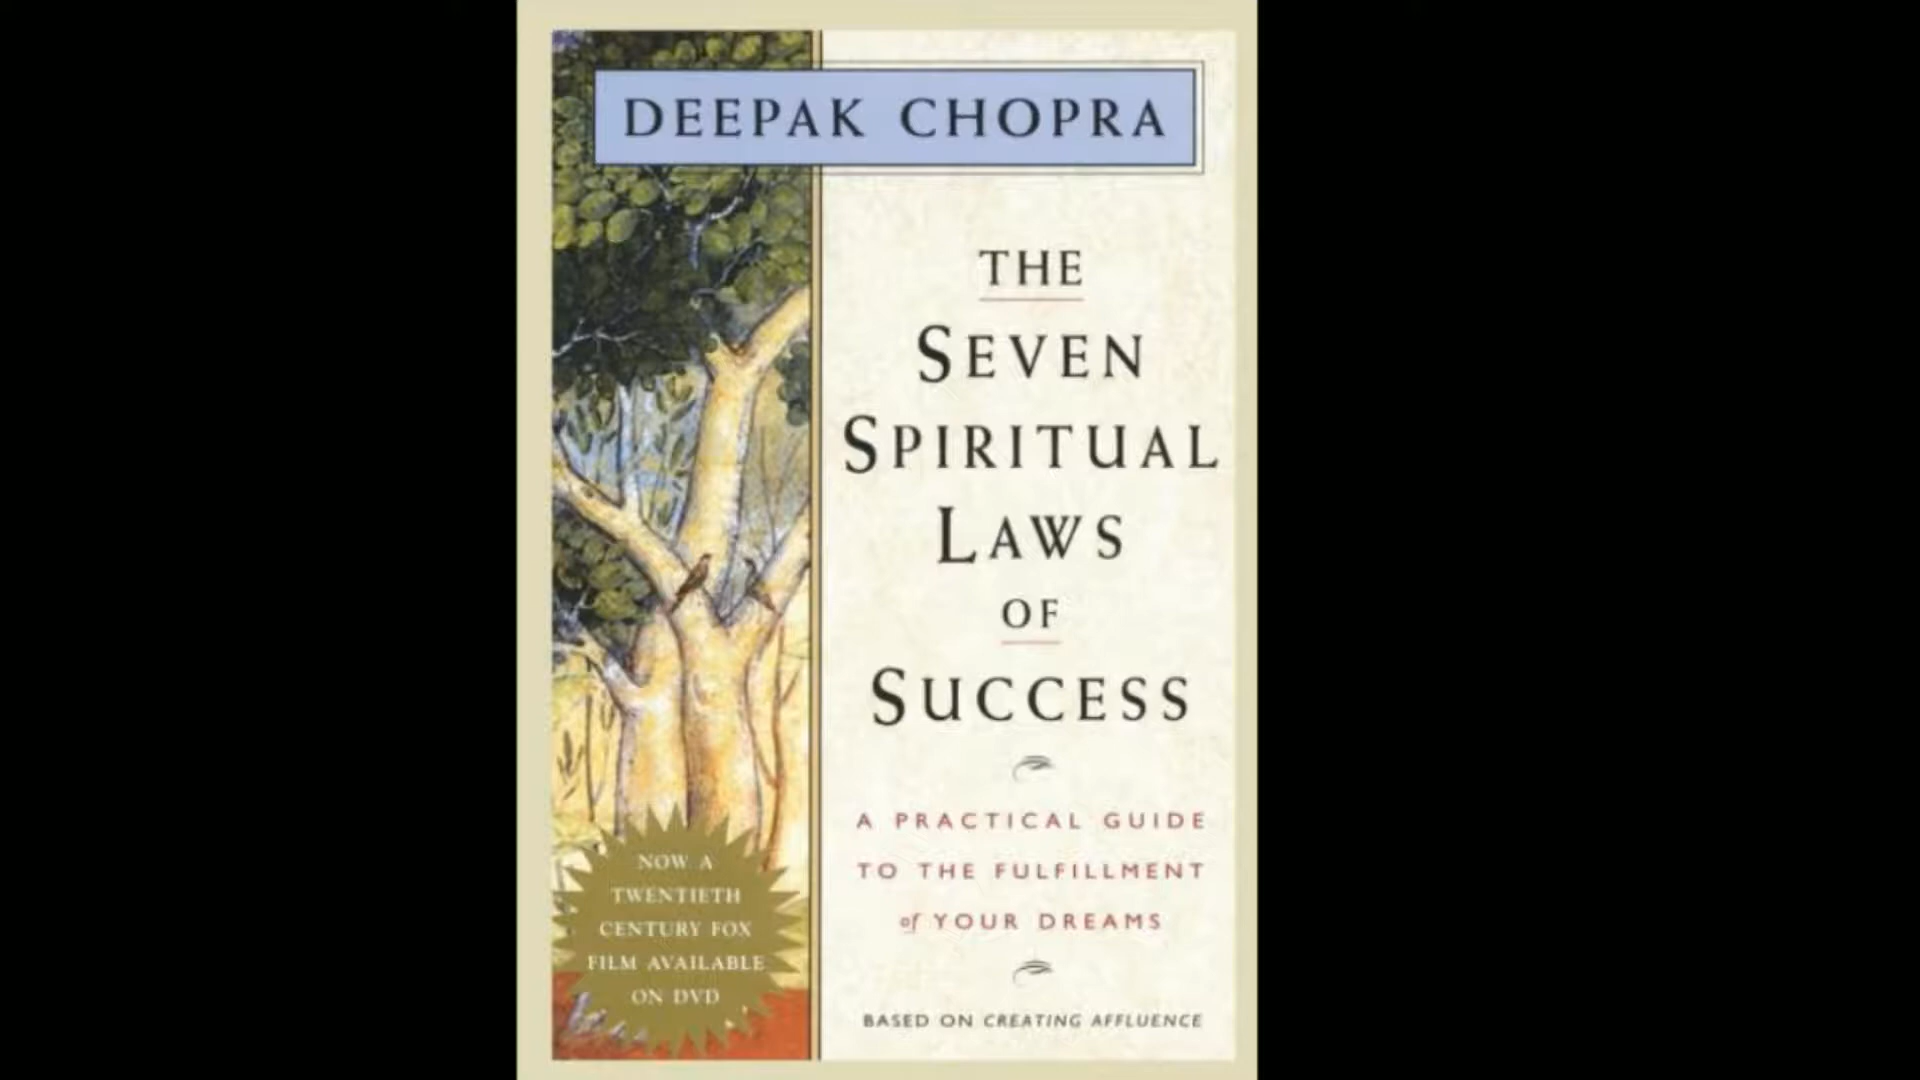 DEEPAK CHOPRA
THE
SEVEN
SPIRITUAL
LAWS
OF
SUCCESS
A PRACTICAL GUIDE
TO THE FULFILLMENT
of YOUR DREAMS
BASED ON CREATING AFFLUENCE
NOW A
TWENTIETH
CENTURY FOX
FILM AVAILABLE
ON DVD